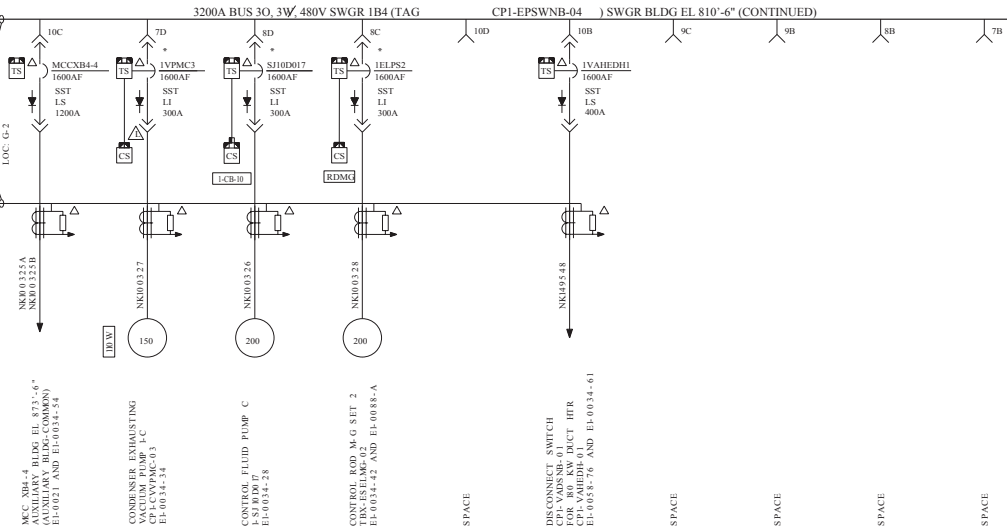 3200A BUS 3O, 3W, 480V SWGR 1B4 (TAG CP1-EPSWNB-04 ) SWGR BLDG EL 810'-6" (CONTINUED)
10C
7D
8D
8C
10D
10B
9C
9B
8B
7B
*
*
TS
MCCXB4-4
1600AF
SST
LS
1200A
TS
1VPMC3
1600AF
SST
LI
300A
L
CS
TS
SJ10D017
1600AF
SST
LI
300A
CS
1-CB-10
TS
1ELPS2
1600AF
SST
LI
300A
CS
RDMG
TS
1VAHEDH1
1600AF
SST
LS
400A
LOC: G-2
NK100325A
NK100325B
NK100327
NK100326
NK100328
NK149548
180 W
150
200
200
MCC XB4-4
AUXILIARY BLDG EL 873'-6"
(AUXILIARY BLDG-COMMON)
E1-0021 AND E1-0034-54
CONDENSER EXHAUSTING
VACUUM PUMP 1-C
CP1-CVVPMC-03
E1-0034-34
CONTROL FLUID PUMP C
1-SJ10D017
E1-0034-28
CONTROL ROD M-G SET 2
TBX-ESELMG-02
E1-0034-42 AND E1-0088-A
SPACE
DISCONNECT SWITCH
CP1-VADSNB-01
FOR 180 KW DUCT HTR
CP1-VAHEDH-01
E1-0058-76 AND E1-0034-61
SPACE
SPACE
SPACE
SPACE